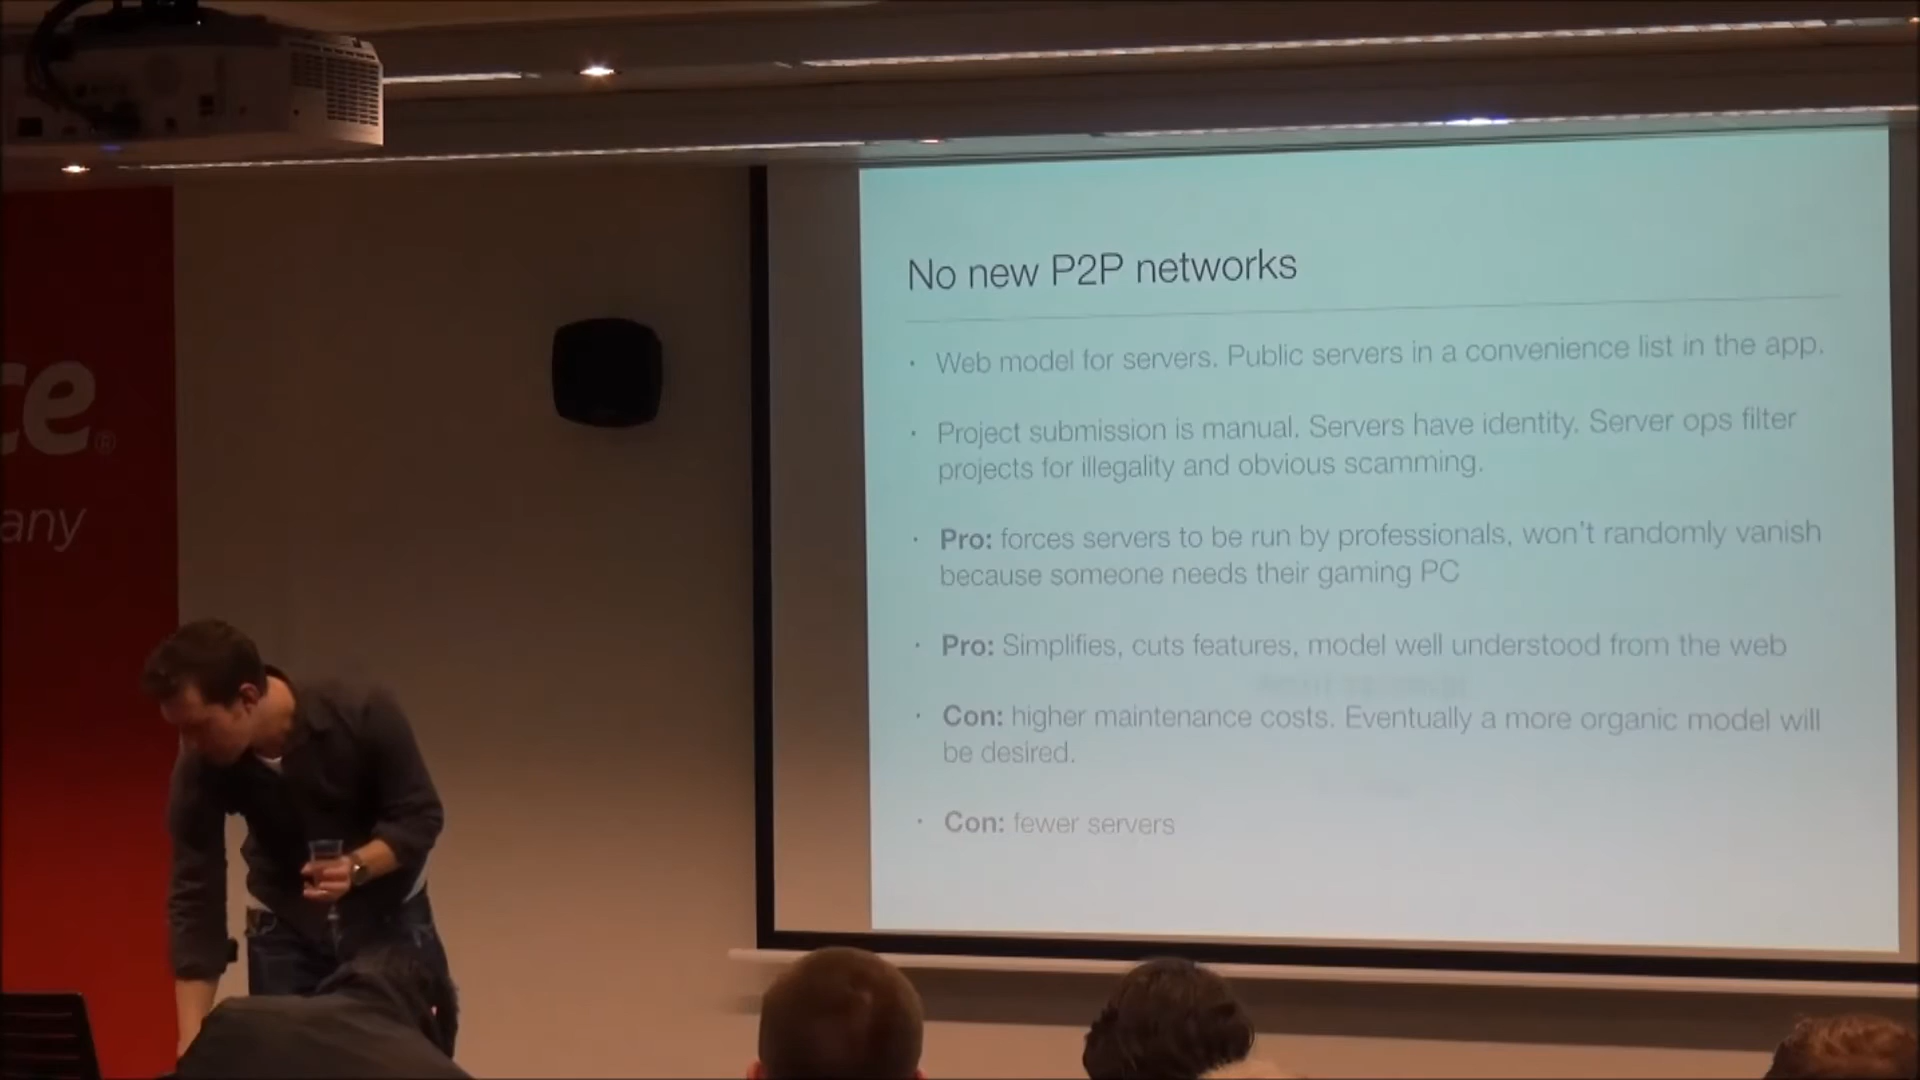 ce®
any
No new P2P networks
· Web model for servers. Public servers in a convenience list in the app.
· Project submission is manual. Servers have identity. Server ops filter
projects for illegality and obvious scamming.
· Pro: forces servers to be run by professionals, won't randomly vanish
because someone needs their gaming PC
· Pro: Simplifies, cuts features, model well understood from the web
· Con: higher maintenance costs. Eventually a more organic model will
be desired.
· Con: fewer servers